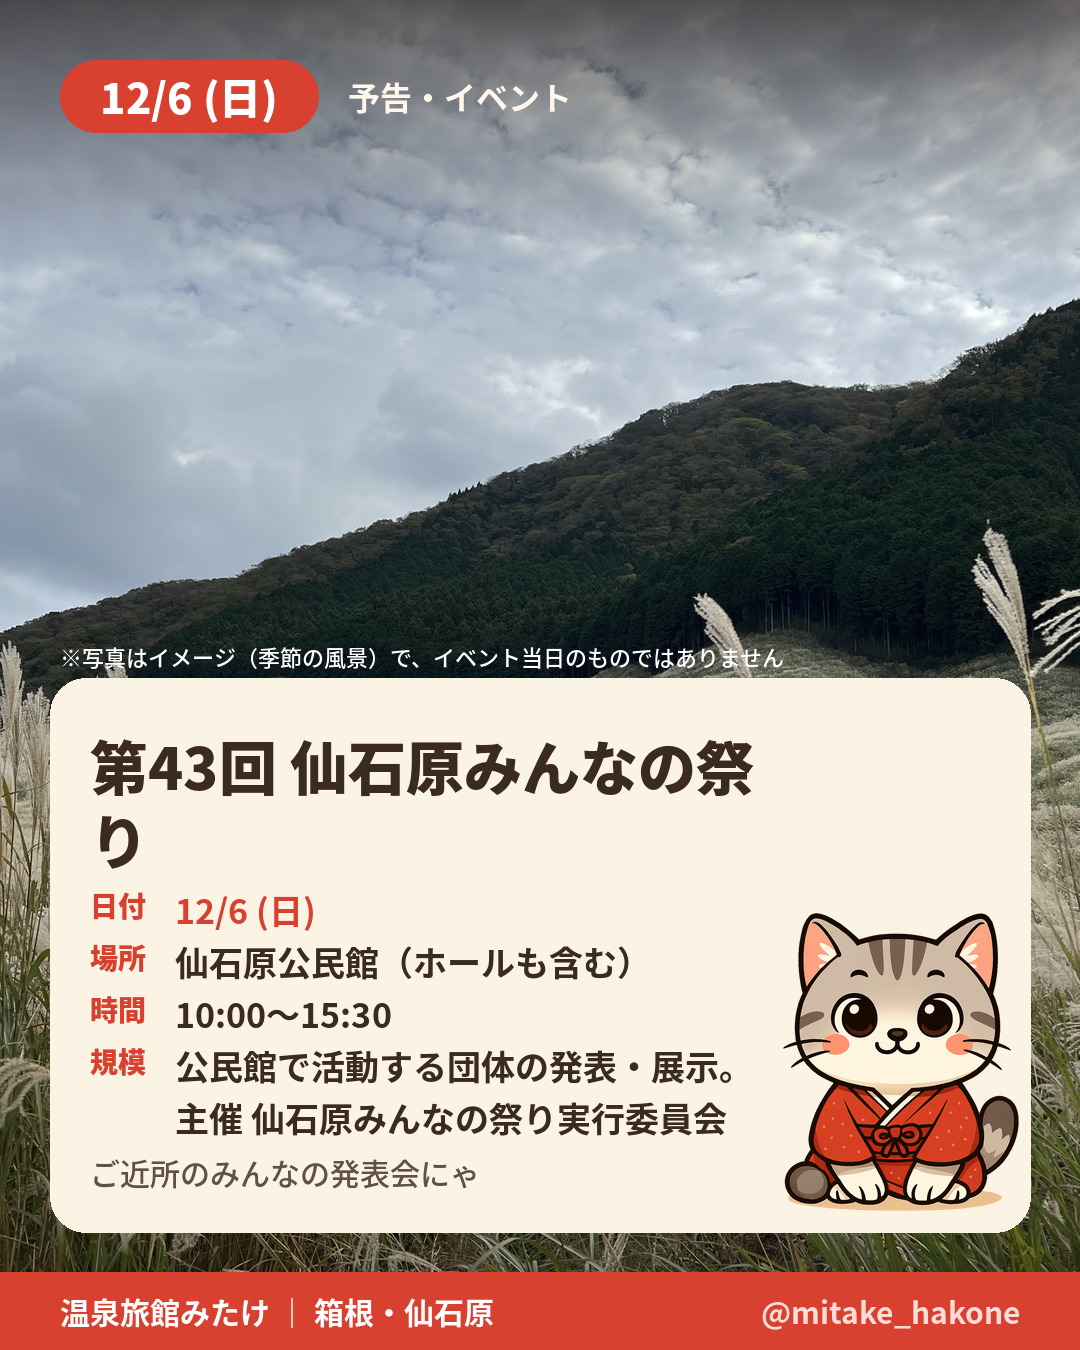 12/6 (日)
予告・イベント
※写真はイメージ（季節の風景）で、イベント当日のものではありません
第43回 仙石原みんなの祭
り
日付 12/6 (日)
場所 仙石原公民館（ホールも含む）
時間 10:00〜15:30
規模 公民館で活動する団体の発表・展示。
主催 仙石原みんなの祭り実行委員会
ご近所のみんなの発表会にゃ
温泉旅館みたけ ｜ 箱根・仙石原
@mitake_hakone